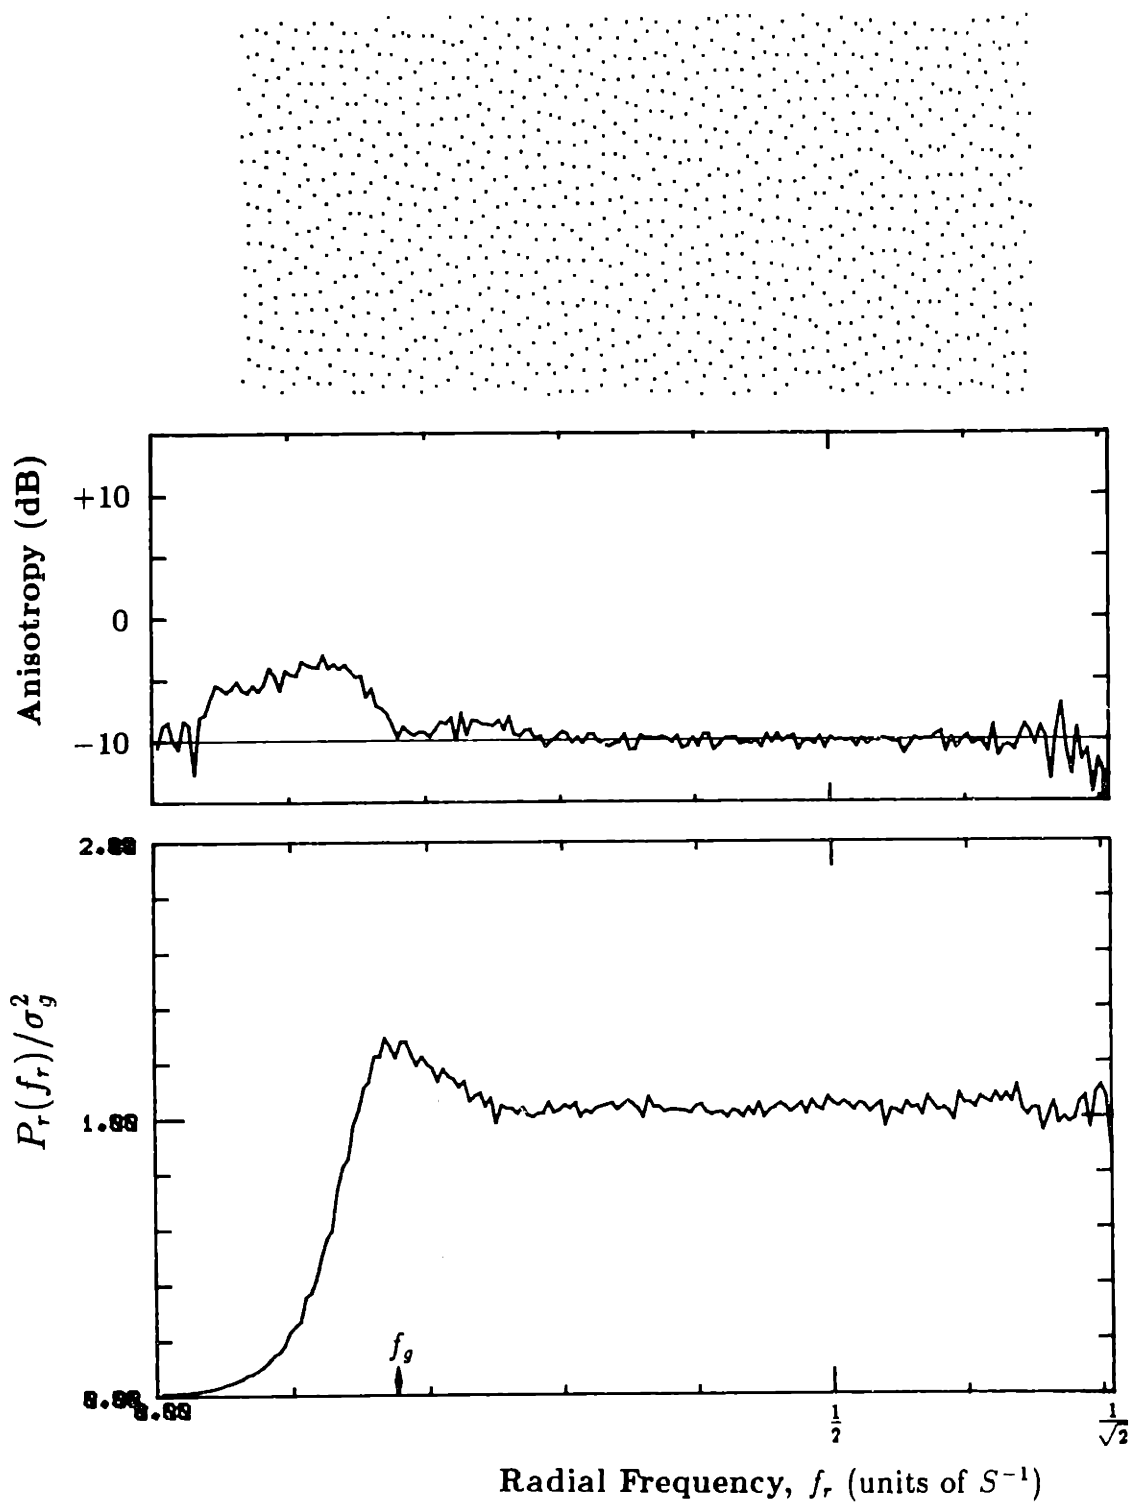 Anisotropy (dB)
+10
0
−10
2.00
P_r(f_r)/σ_g^2
1.00
f_g
0.00
0.00
1/2
1/√2
Radial Frequency, f_r (units of S^{-1})